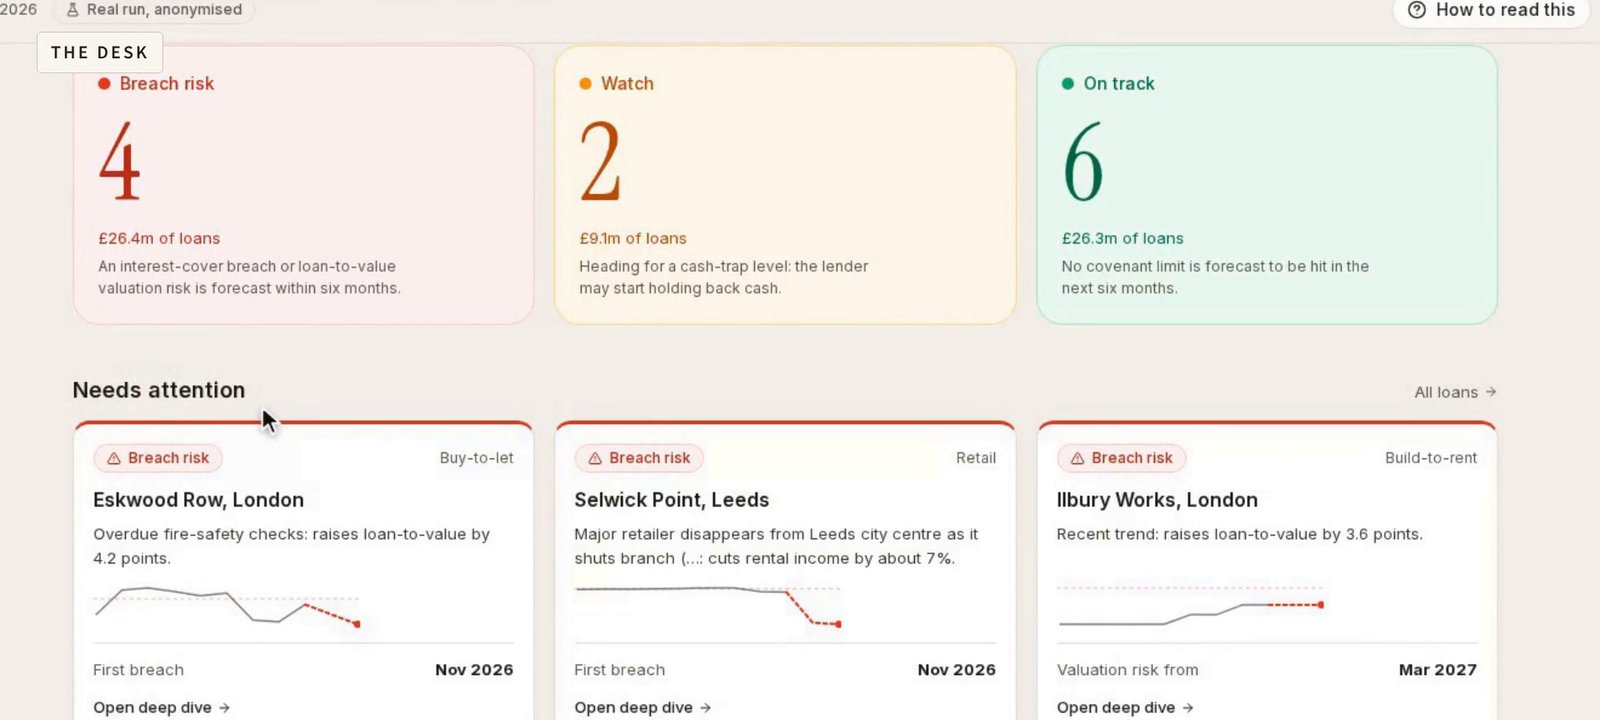 2026
Real run, anonymised
How to read this
THE DESK
Breach risk
4
£26.4m of loans
An interest-cover breach or loan-to-value
valuation risk is forecast within six months.
Watch
2
£9.1m of loans
Heading for a cash-trap level: the lender
may start holding back cash.
On track
6
£26.3m of loans
No covenant limit is forecast to be hit in the
next six months.
Needs attention
All loans →
Breach risk
Buy-to-let
Eskwood Row, London
Overdue fire-safety checks: raises loan-to-value by
4.2 points.
First breach
Nov 2026
Open deep dive →
Breach risk
Retail
Selwick Point, Leeds
Major retailer disappears from Leeds city centre as it
shuts branch (...: cuts rental income by about 7%.
First breach
Nov 2026
Open deep dive →
Breach risk
Build-to-rent
Ilbury Works, London
Recent trend: raises loan-to-value by 3.6 points.
Valuation risk from
Mar 2027
Open deep dive →